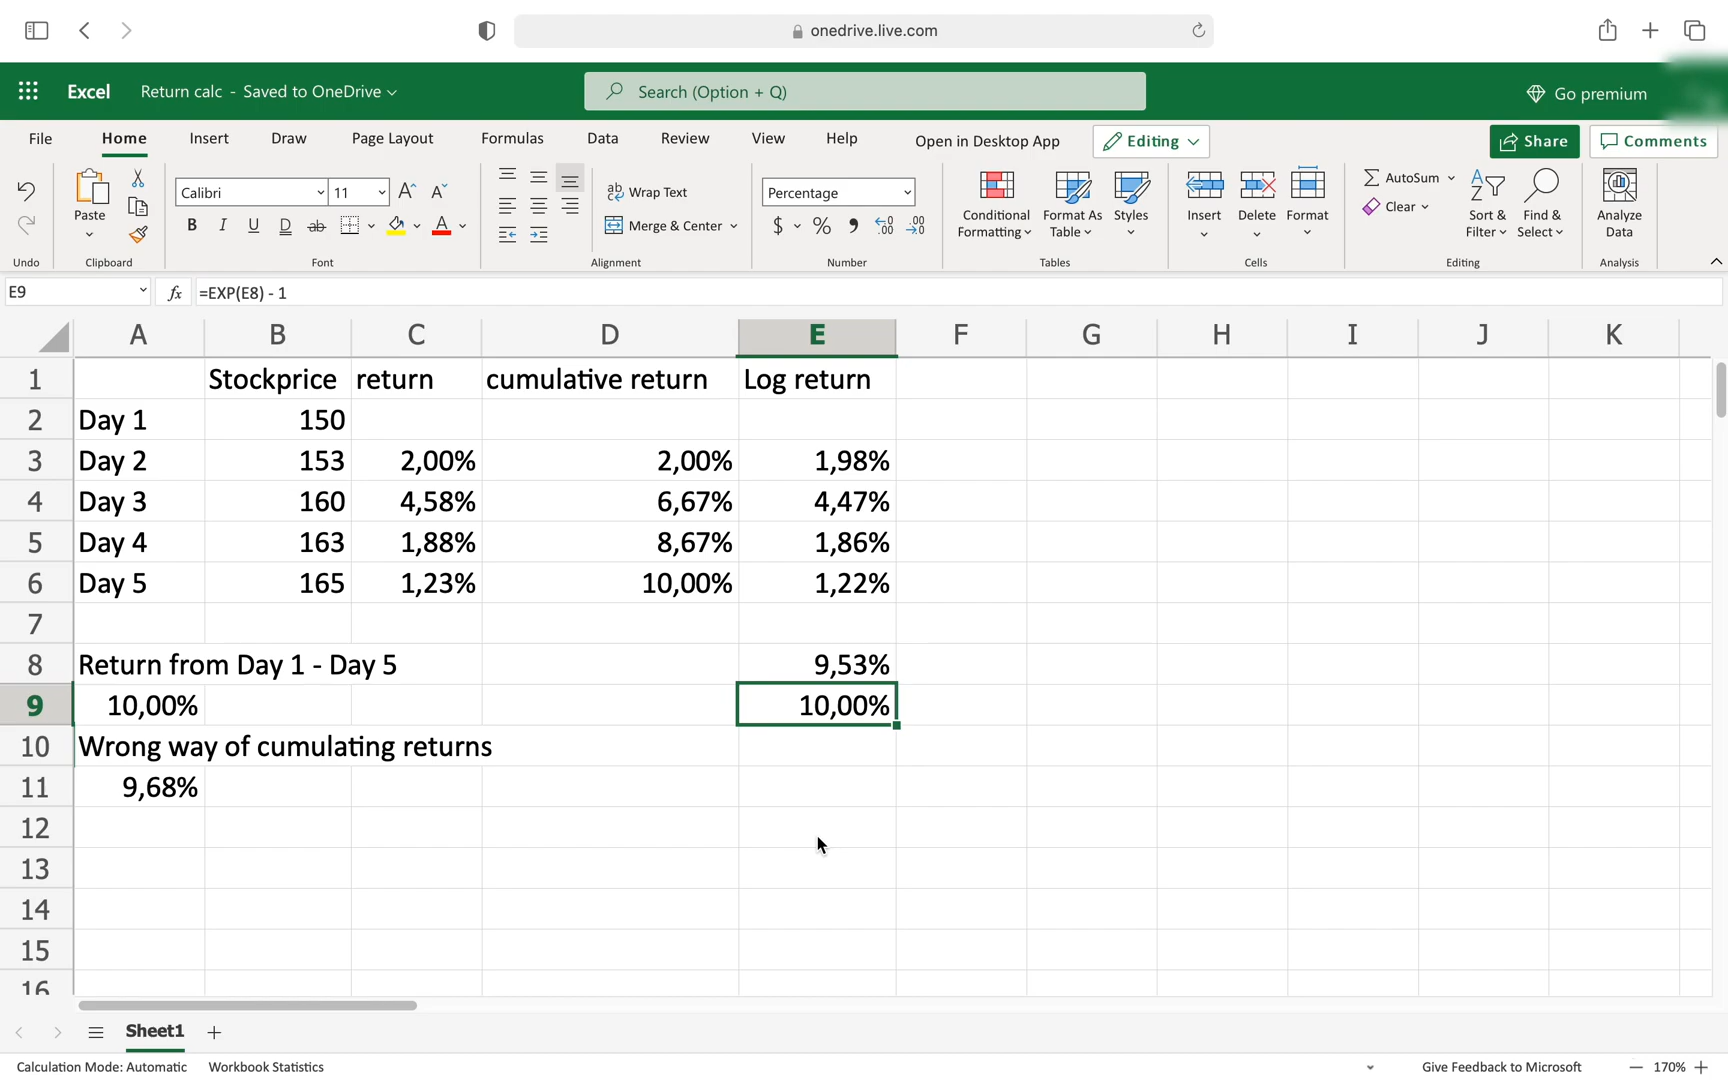 onedrive.live.com
Excel Return calc - Saved to OneDrive Search (Option + Q) Go premium
File Home Insert Draw Page Layout Formulas Data Review View Help Open in Desktop App Editing Share Comments
Paste Calibri 11 A A B I U D ab A
ab Wrap Text
Merge & Center
Percentage
$ % 9 .00 .00
Conditional Formatting
Format As Table
Styles
Insert Delete Format
AutoSum
Clear
Sort & Filter
Find & Select
Analyze Data
Undo Clipboard Font Alignment Number Tables Cells Editing Analysis
E9 fx =EXP(E8) - 1
A B C D E F G H I J K
1 Stockprice return cumulative return Log return
2 Day 1 150
3 Day 2 153 2,00% 2,00% 1,98%
4 Day 3 160 4,58% 6,67% 4,47%
5 Day 4 163 1,88% 8,67% 1,86%
6 Day 5 165 1,23% 10,00% 1,22%
7
8 Return from Day 1 - Day 5 9,53%
9 10,00% 10,00%
10 Wrong way of cumulating returns
11 9,68%
12
13
14
15
16
Sheet1
Calculation Mode: Automatic Workbook Statistics Give Feedback to Microsoft 170%